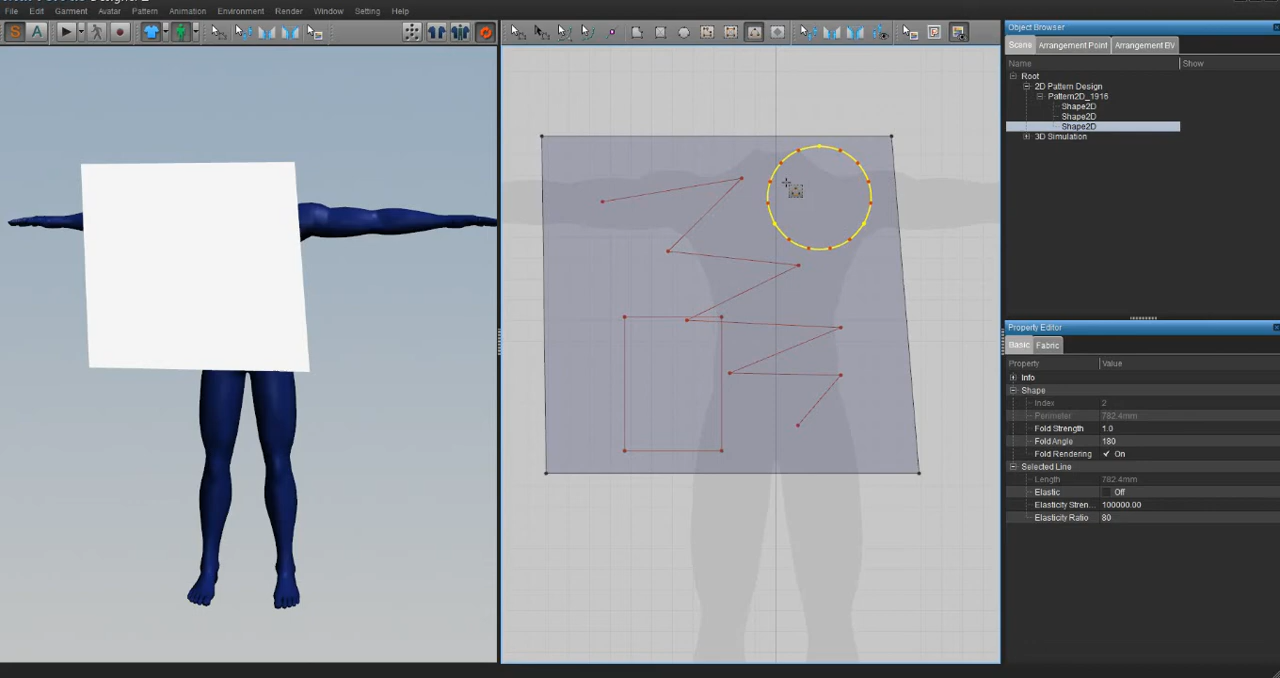 File Edit Garment Avatar Pattern Animation Environment Render Window Setting Help
S A
Object Browser
Scene Arrangement Point Arrangement BV
Name Show
Root
2D Pattern Design
Pattern2D_1916
Shape2D
Shape2D
Shape2D
3D Simulation
Property Editor
Basic Fabric
Property Value
Info
Shape
Index 2
Perimeter 782.4mm
Fold Strength 1.0
Fold Angle 180
Fold Rendering On
Selected Line
Length 782.4mm
Elastic Off
Elasticity Stren... 100000.00
Elasticity Ratio 80